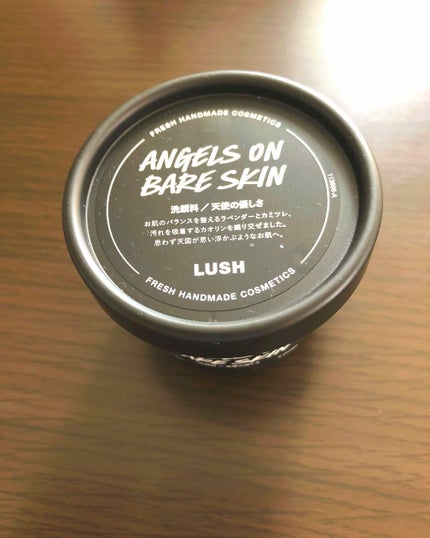 FRESH HANDMADE COSMETICS
ANGELS ON
BARE SKIN
洗顔料／天使の優しさ
お肌のバランスを整えるラベンダーとカミツレ、
汚れを吸着するカオリンを織り交ぜました。
思わず天国が思い浮かぶようなお肌へ。
LUSH
FRESH HANDMADE COSMETICS
SKIN